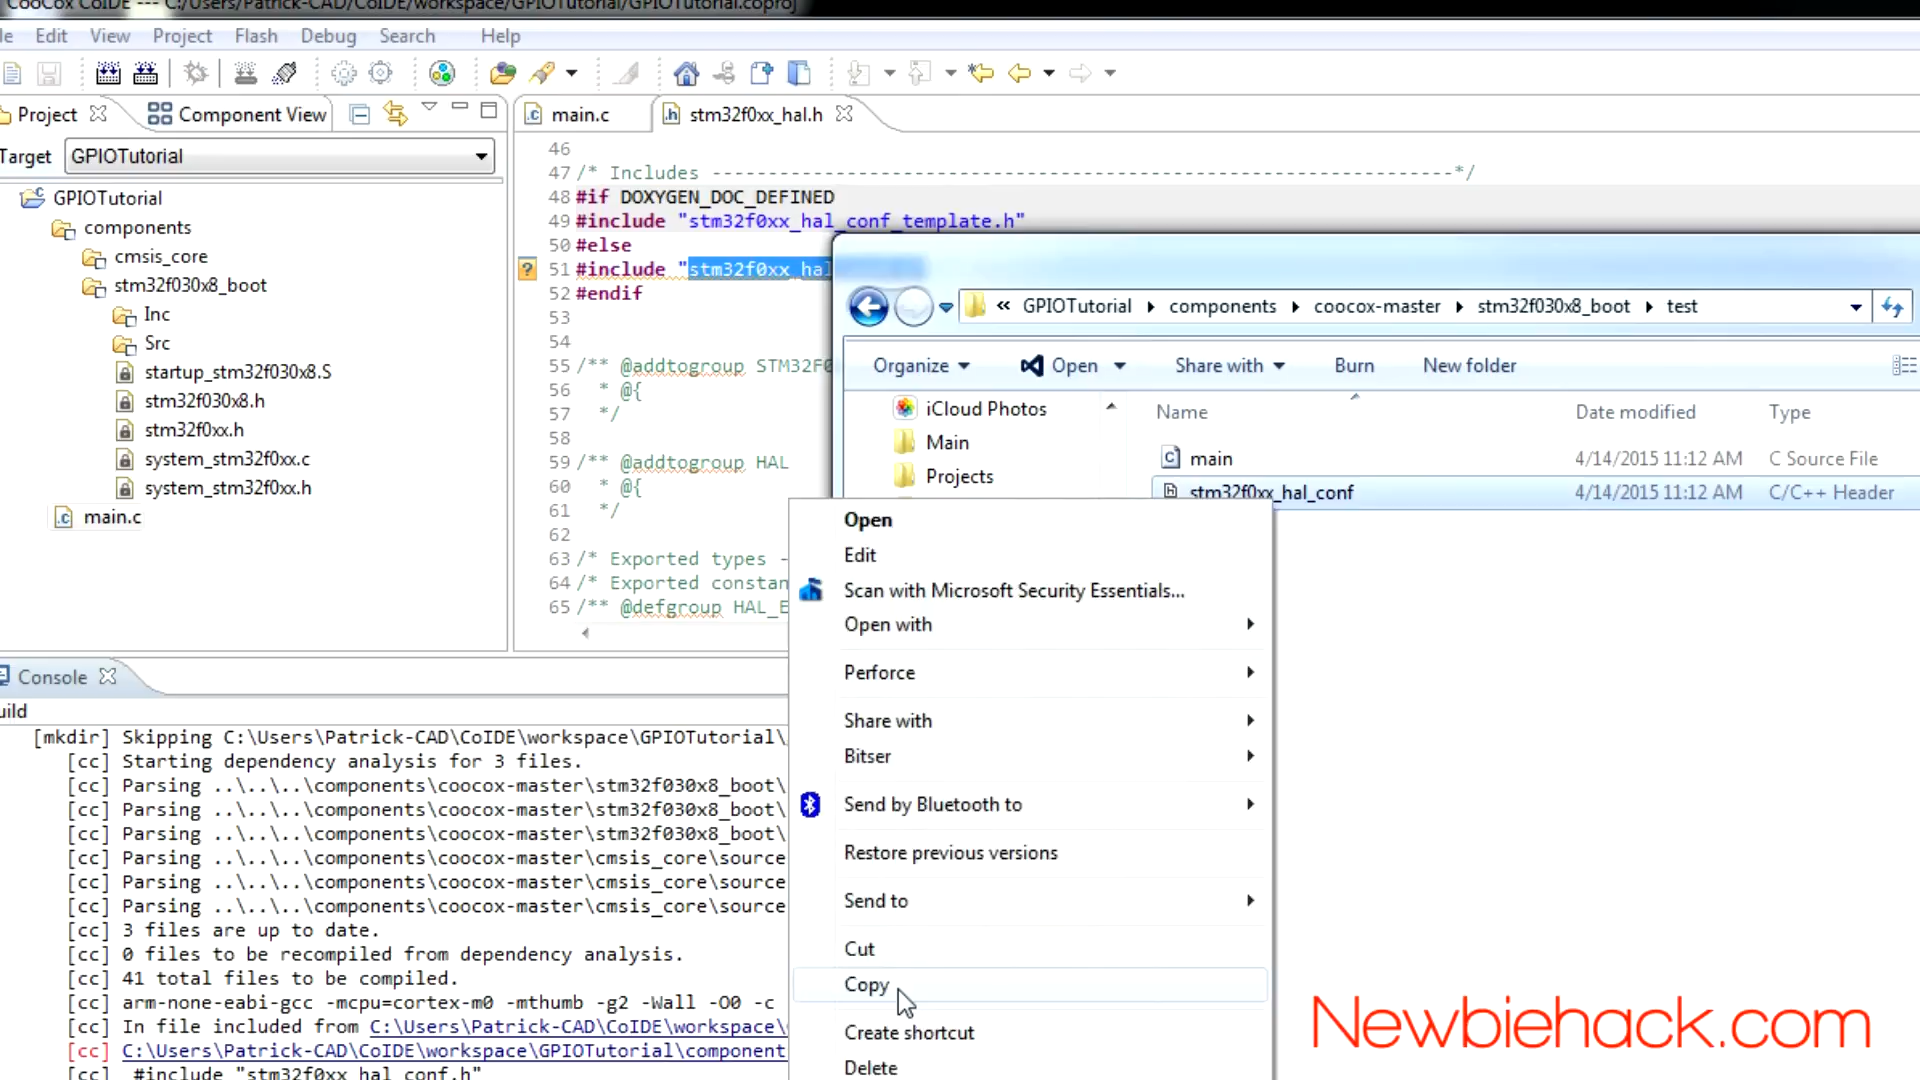 CooCox CoIDE --- C:/Users/Patrick-CAD/CoIDE/workspace/GPIOTutorial/GPIOTutorial.coproj
Edit View Project Flash Debug Search Help
Project Component View
Target GPIOTutorial
GPIOTutorial
components
cmsis_core
stm32f030x8_boot
Inc
Src
startup_stm32f030x8.S
stm32f030x8.h
stm32f0xx.h
system_stm32f0xx.c
system_stm32f0xx.h
main.c
main.c stm32f0xx_hal.h
46
47 /* Includes ------------------------------------------------------------------*/
48 #if DOXYGEN_DOC_DEFINED
49 #include "stm32f0xx_hal_conf_template.h"
50 #else
51 #include "stm32f0xx_hal
52 #endif
53
54
55 /** @addtogroup STM32F0
56 * @{
57 */
58
59 /** @addtogroup HAL
60 * @{
61 */
62
63 /* Exported types -
64 /* Exported constan
65 /** @defgroup HAL_E
« GPIOTutorial components coocox-master stm32f030x8_boot test
Organize Open Share with Burn New folder
iCloud Photos
Main
Projects
Name Date modified Type
main 4/14/2015 11:12 AM C Source File
stm32f0xx_hal_conf 4/14/2015 11:12 AM C/C++ Header
Open
Edit
Scan with Microsoft Security Essentials...
Open with
Perforce
Share with
Bitser
Send by Bluetooth to
Restore previous versions
Send to
Cut
Copy
Create shortcut
Delete
Console
uild
[mkdir] Skipping C:\Users\Patrick-CAD\CoIDE\workspace\GPIOTutorial\
[cc] Starting dependency analysis for 3 files.
[cc] Parsing ..\..\..\components\coocox-master\stm32f030x8_boot\
[cc] Parsing ..\..\..\components\coocox-master\stm32f030x8_boot\
[cc] Parsing ..\..\..\components\coocox-master\stm32f030x8_boot\
[cc] Parsing ..\..\..\components\coocox-master\cmsis_core\source
[cc] Parsing ..\..\..\components\coocox-master\cmsis_core\source
[cc] Parsing ..\..\..\components\coocox-master\cmsis_core\source
[cc] 3 files are up to date.
[cc] 0 files to be recompiled from dependency analysis.
[cc] 41 total files to be compiled.
[cc] arm-none-eabi-gcc -mcpu=cortex-m0 -mthumb -g2 -Wall -O0 -c
[cc] In file included from C:\Users\Patrick-CAD\CoIDE\workspace\
[cc] C:\Users\Patrick-CAD\CoIDE\workspace\GPIOTutorial\component
[cc] #include "stm32f0xx_hal_conf.h"
Newbiehack.com